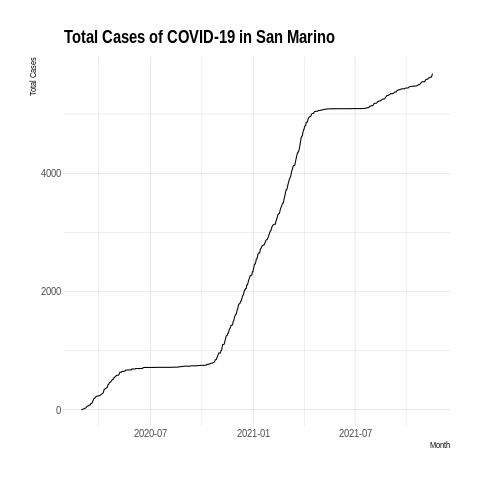 Total Cases of COVID-19 in San Marino
Total Cases
4000
2000
0
2020-07
2021-01
2021-07
Month